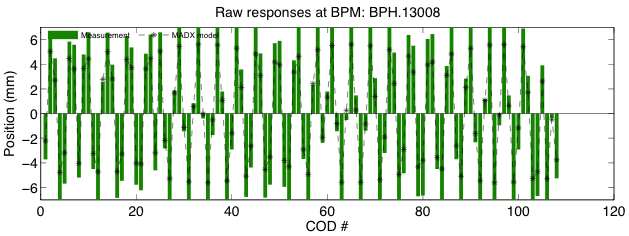 Raw responses at BPM: BPH.13008
Measurement
MADX model
Position (mm)
6
4
2
0
−2
−4
−6
0
20
40
60
80
100
120
COD #